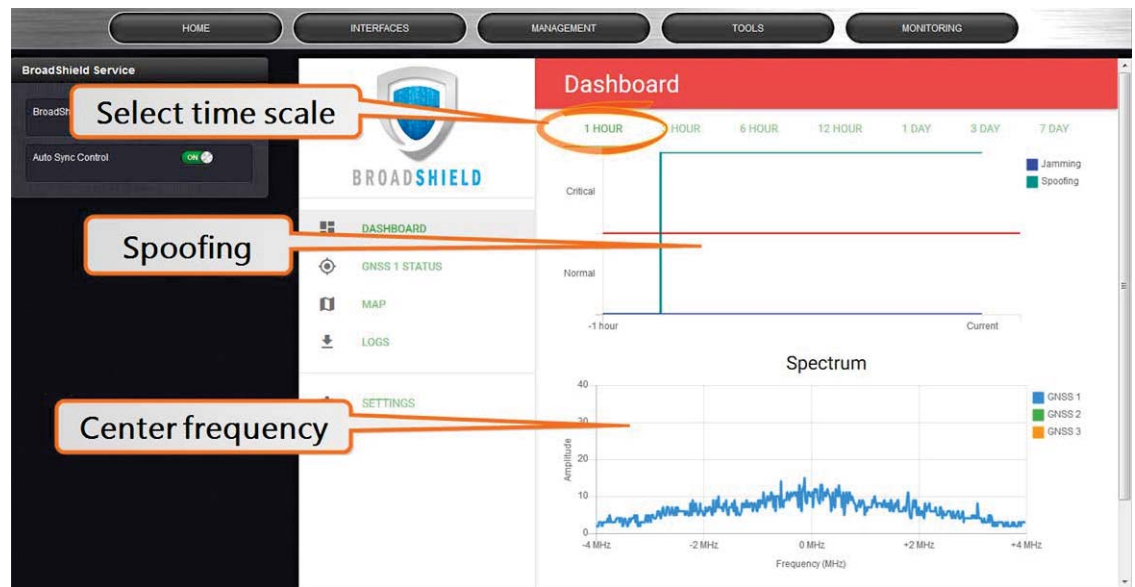 HOME INTERFACES MANAGEMENT TOOLS MONITORING
BroadShield Service
Auto Sync Control ON
Select time scale
Spoofing
Center frequency
BROADSHIELD
DASHBOARD
GNSS 1 STATUS
MAP
LOGS
SETTINGS
Dashboard
1 HOUR HOUR 6 HOUR 12 HOUR 1 DAY 3 DAY 7 DAY
Jamming
Spoofing
Critical
Normal
-1 hour Current
Spectrum
40
30
20
10
0
Amplitude
-4 MHz -2 MHz 0 MHz +2 MHz +4 MHz
Frequency (MHz)
GNSS 1
GNSS 2
GNSS 3